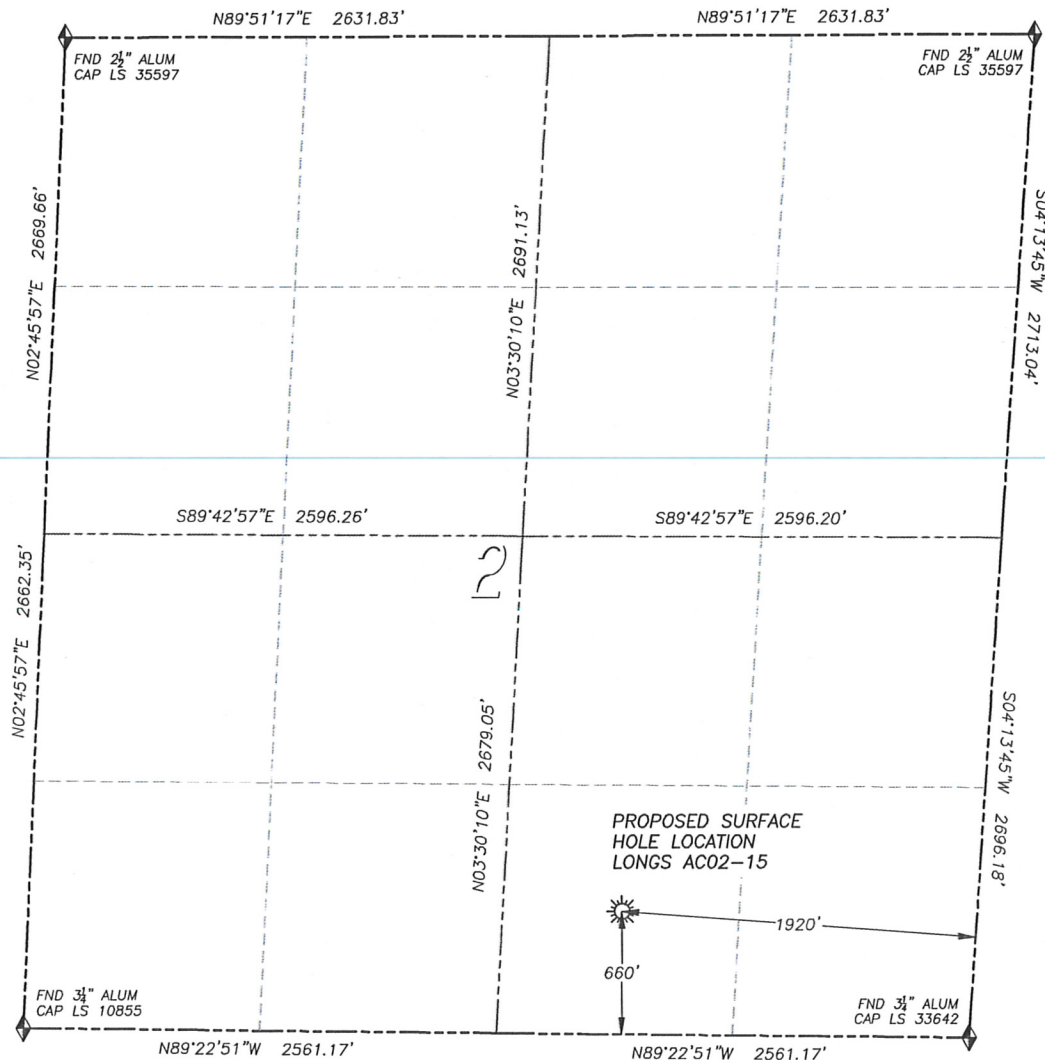 N89°51'17"E 2631.83'
N89°51'17"E 2631.83'
FND 2½" ALUM
CAP LS 35597
FND 2½" ALUM
CAP LS 35597
N02°45'57"E 2669.66'
N03°30'10"E 2691.13'
S04°13'45"W 2713.04'
S89°42'57"E 2596.26'
S89°42'57"E 2596.20'
2
N02°45'57"E 2662.35'
N03°30'10"E 2679.05'
S04°13'45"W 2696.18'
PROPOSED SURFACE
HOLE LOCATION
LONGS AC02-15
1920'
660'
FND 3¼" ALUM
CAP LS 10855
FND 3¼" ALUM
CAP LS 33642
N89°22'51"W 2561.17'
N89°22'51"W 2561.17'